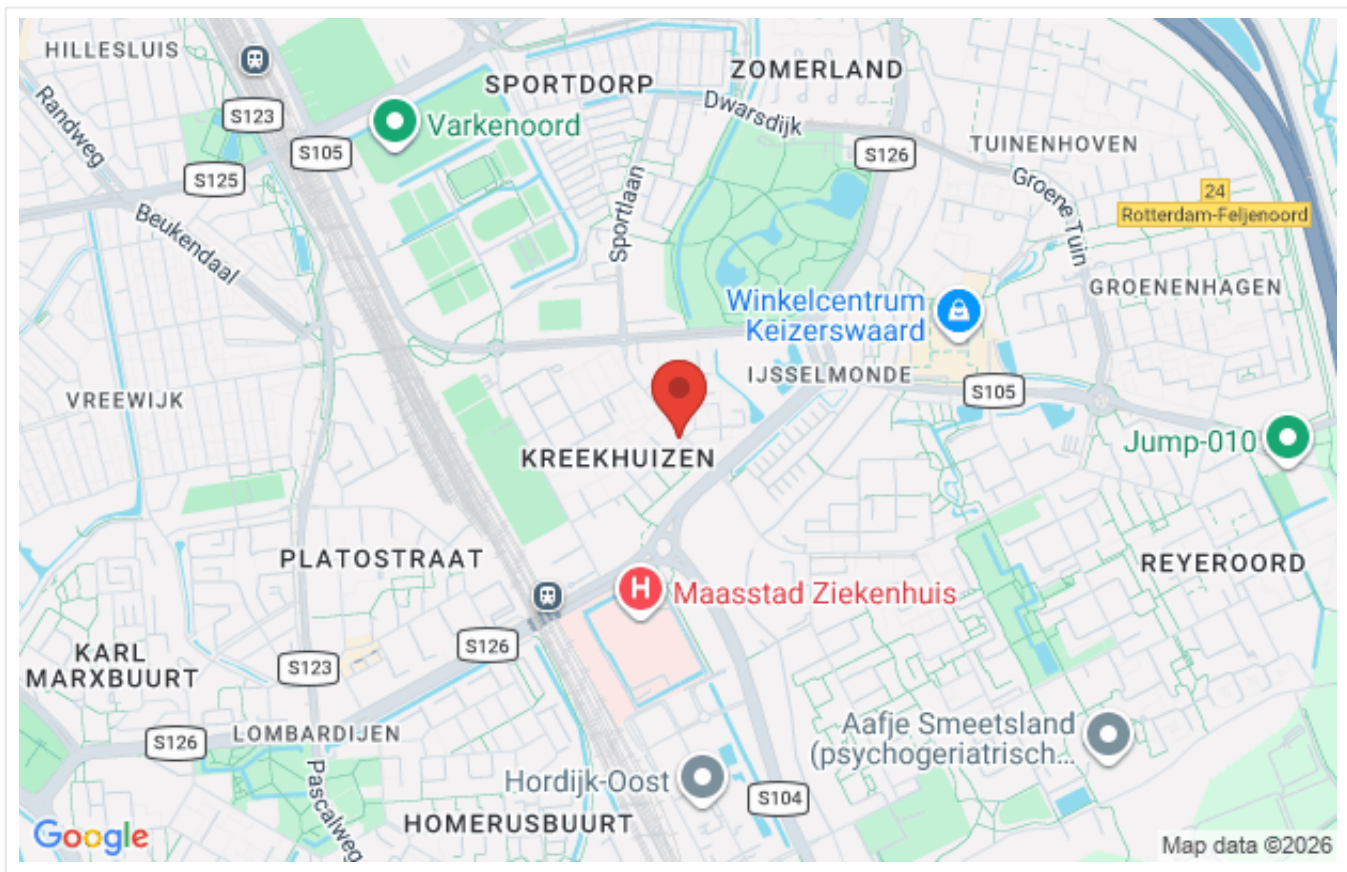 HILLESLUIS
SPORTDORP
ZOMERLAND
Randweg
S123
Varkenoord
Dwarsdijk
S105
S126
TUINENHOVEN
S125
Groene Tuin
24
Rotterdam-Feljenoord
Beukendaal
Sportlaan
GROENENHAGEN
Winkelcentrum
Keizerswaard
IJSSELMONDE
S105
VREEWIJK
KREEKHUIZEN
Jump-010
PLATOSTRAAT
REYEROORD
H
Maasstad Ziekenhuis
S126
KARL
MARXBUURT
S123
Aafje Smeetsland
(psychogeriatrisch...
S126
LOMBARDIJEN
Hordijk-Oost
S104
Pascalweg
HOMERUSBUURT
Google
Map data ©2026